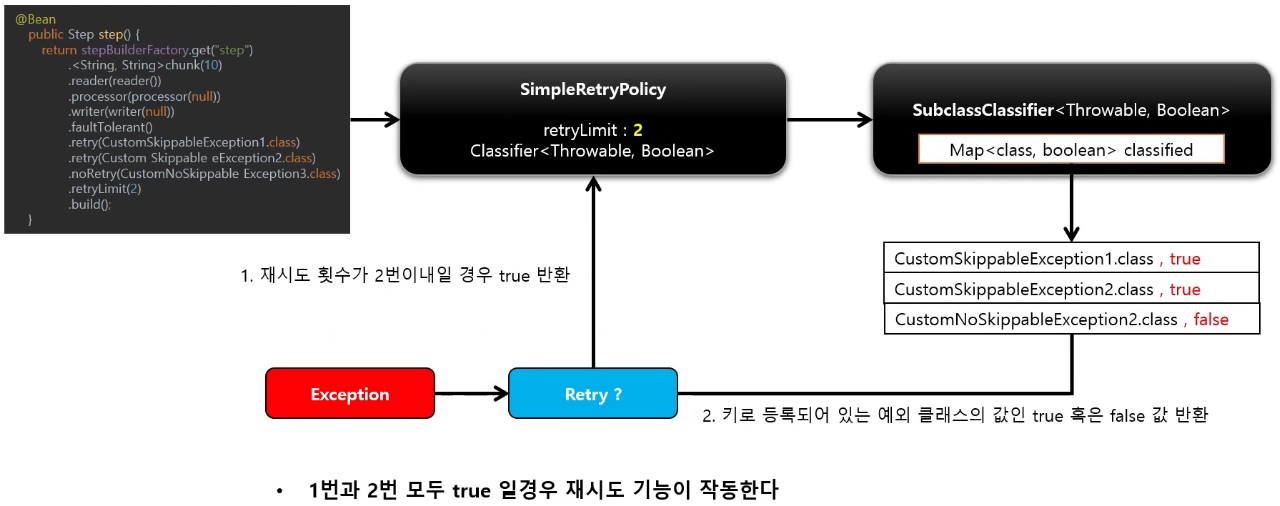 @Bean
public Step step() {
return stepBuilderFactory.get("step")
.<String, String>chunk(10)
.reader(reader())
.processor(processor(null))
.writer(writer(null))
.faultTolerant()
.retry(CustomSkippableException1.class)
.retry(Custom Skippable eException2.class)
.noRetry(CustomNoSkippable Exception3.class)
.retryLimit(2)
.build();
}
SimpleRetryPolicy
retryLimit : 2
Classifier<Throwable, Boolean>
SubclassClassifier<Throwable, Boolean>
Map<class, boolean> classified
CustomSkippableException1.class , true
CustomSkippableException2.class , true
CustomNoSkippableException2.class , false
1. 재시도 횟수가 2번이내일 경우 true 반환
Exception
Retry ?
2. 키로 등록되어 있는 예외 클래스의 값인 true 혹은 false 값 반환
• 1번과 2번 모두 true 일경우 재시도 기능이 작동한다